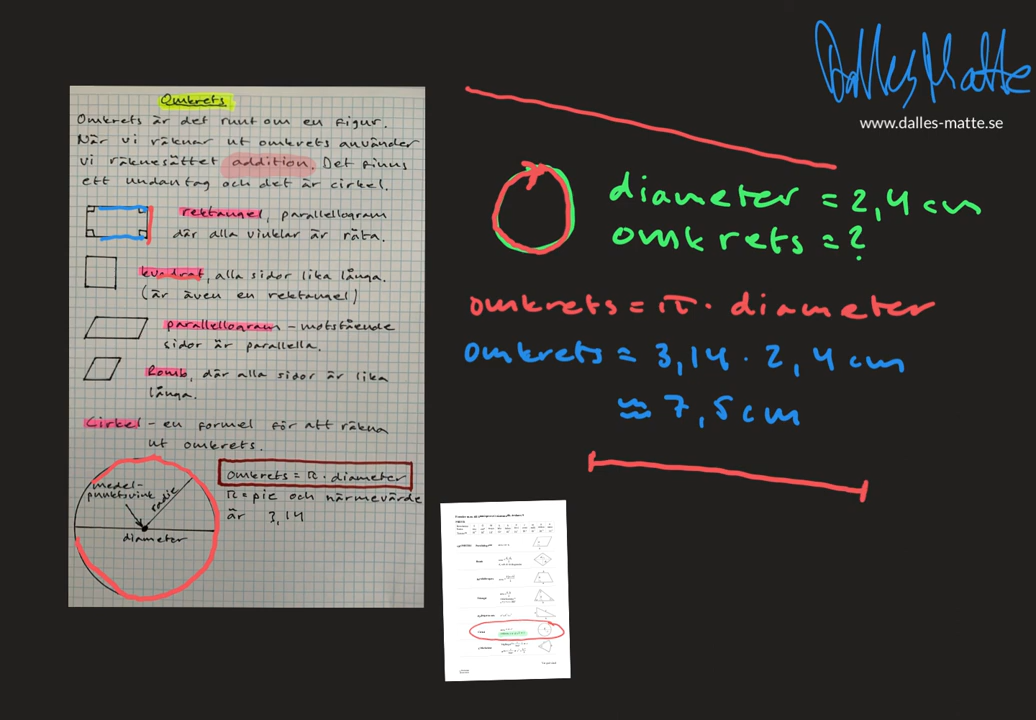 Omkrets
Omkrets är det runt om en figur.
När vi räknar ut omkrets använder
vi räknesättet addition. Det finns
ett undantag och det är cirkel.
rektangel, parallellogram
där alla vinklar är räta.
kvadrat, alla sidor lika långa.
(är även en rektangel)
parallellogram - motstående
sidor är parallella.
Romb, där alla sidor är lika
långa.
Cirkel - en formel för att räkna
ut omkrets.
Omkrets = π · diameter
π = pie och närmevärde
är 3,14
medel-
punktsvink
radie
diameter
Dalles Matte
www.dalles-matte.se
diameter = 2,4 cm
omkrets = ?
omkrets = π · diameter
omkrets = 3,14 · 2,4 cm
≈ 7,5 cm